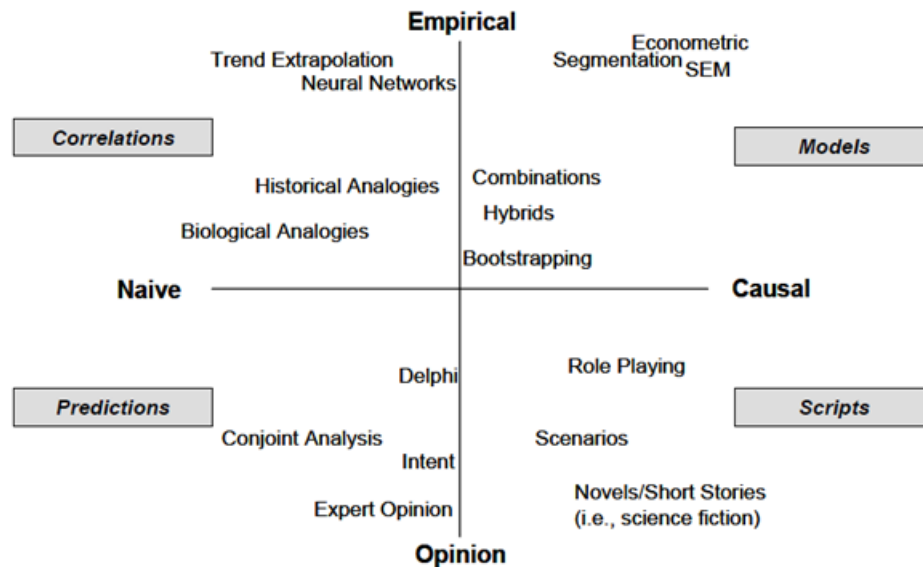 Empirical
Econometric
Trend Extrapolation
Segmentation
SEM
Neural Networks
Correlations
Models
Historical Analogies
Combinations
Hybrids
Biological Analogies
Bootstrapping
Naive
Causal
Delphi
Role Playing
Predictions
Scripts
Conjoint Analysis
Scenarios
Intent
Novels/Short Stories
(i.e., science fiction)
Expert Opinion
Opinion